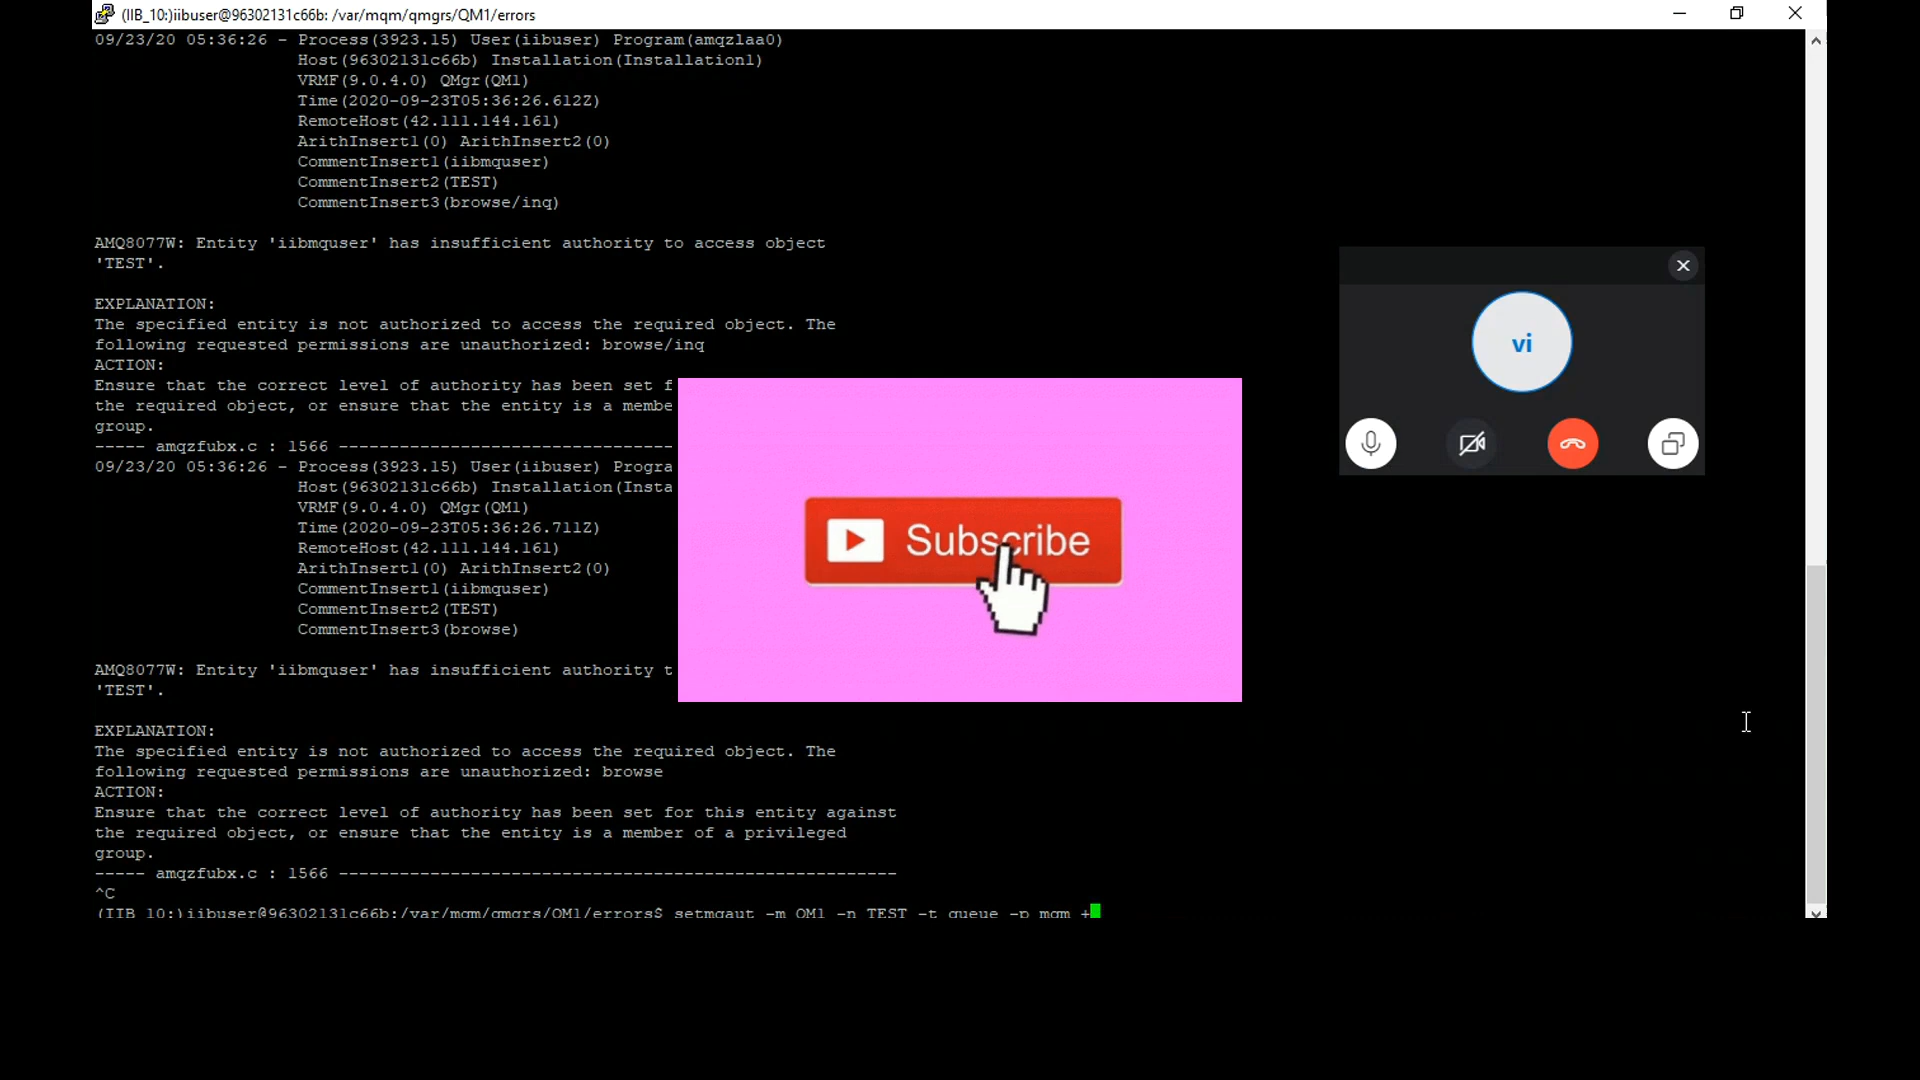 (IIB_10:)iibuser@96302131c66b: /var/mqm/qmgrs/QM1/errors
09/23/20 05:36:26 - Process(3923.15) User(iibuser) Program(amqzlaa0)
Host(96302131c66b) Installation(Installation1)
VRMF(9.0.4.0) QMgr(QM1)
Time(2020-09-23T05:36:26.612Z)
RemoteHost(42.111.144.161)
ArithInsert1(0) ArithInsert2(0)
CommentInsert1(iibmquser)
CommentInsert2(TEST)
CommentInsert3(browse/inq)
AMQ8077W: Entity 'iibmquser' has insufficient authority to access object
'TEST'.
EXPLANATION:
The specified entity is not authorized to access the required object. The
following requested permissions are unauthorized: browse/inq
ACTION:
Ensure that the correct level of authority has been set f
the required object, or ensure that the entity is a membe
group.
----- amqzfubx.c : 1566 ---------------------------------
09/23/20 05:36:26 - Process(3923.15) User(iibuser) Progra
Host(96302131c66b) Installation(Insta
VRMF(9.0.4.0) QMgr(QM1)
Time(2020-09-23T05:36:26.711Z)
RemoteHost(42.111.144.161)
ArithInsert1(0) ArithInsert2(0)
CommentInsert1(iibmquser)
CommentInsert2(TEST)
CommentInsert3(browse)
AMQ8077W: Entity 'iibmquser' has insufficient authority t
'TEST'.
EXPLANATION:
The specified entity is not authorized to access the required object. The
following requested permissions are unauthorized: browse
ACTION:
Ensure that the correct level of authority has been set for this entity against
the required object, or ensure that the entity is a member of a privileged
group.
----- amqzfubx.c : 1566 -------------------------------------------------------
^C
(IIB_10:)iibuser@96302131c66b:/var/mqm/qmgrs/QM1/errors$ setmqaut -m QM1 -n TEST -t queue -p mqm +
vi
Subscribe